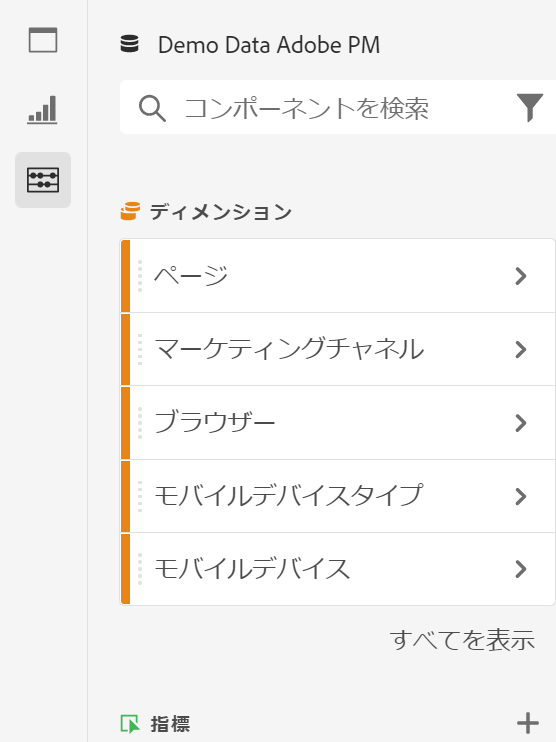 Demo Data Adobe PM
コンポーネントを検索
ディメンション
ページ
マーケティングチャネル
ブラウザー
モバイルデバイスタイプ
モバイルデバイス
すべてを表示
指標